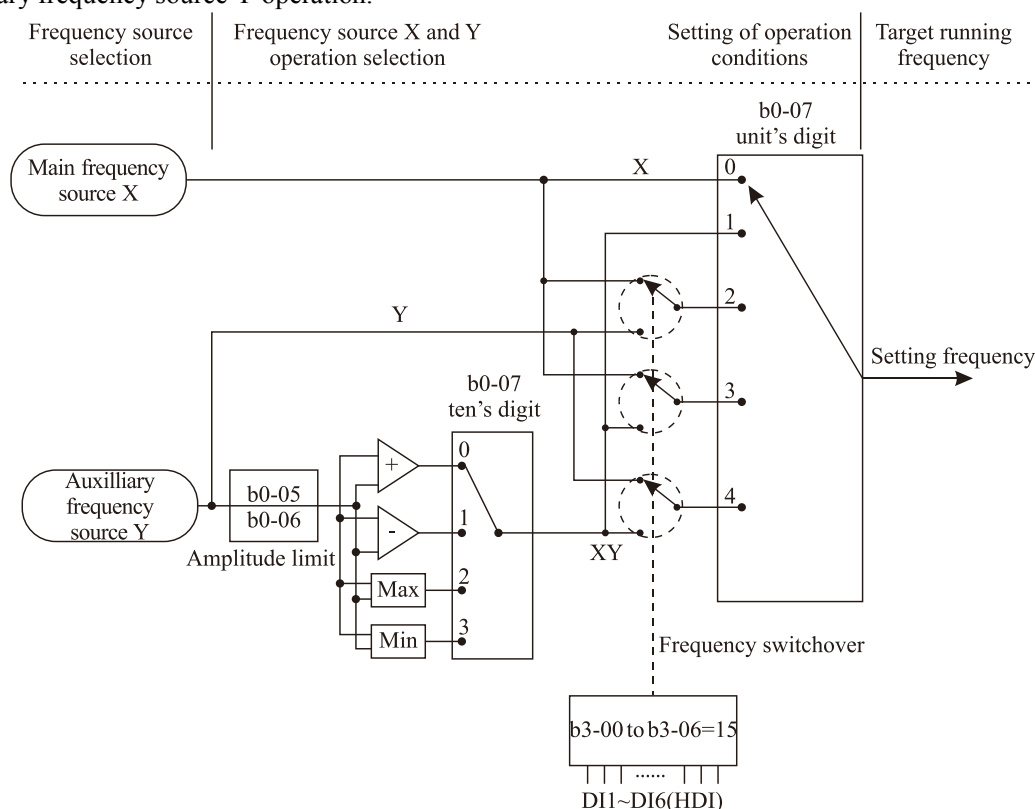 ary frequency source Y operation.
Frequency source
selection
Frequency source X and Y
operation selection
Setting of operation
conditions
Target running
frequency
b0-07
unit's digit
Main frequency
source X
X
0
1
2
3
4
Y
Setting frequency
b0-07
ten's digit
Auxilliary
frequency
source Y
b0-05
b0-06
Amplitude limit
+
-
Max
Min
0
1
2
3
XY
Frequency switchover
b3-00 to b3-06=15
......
DI1~DI6(HDI)